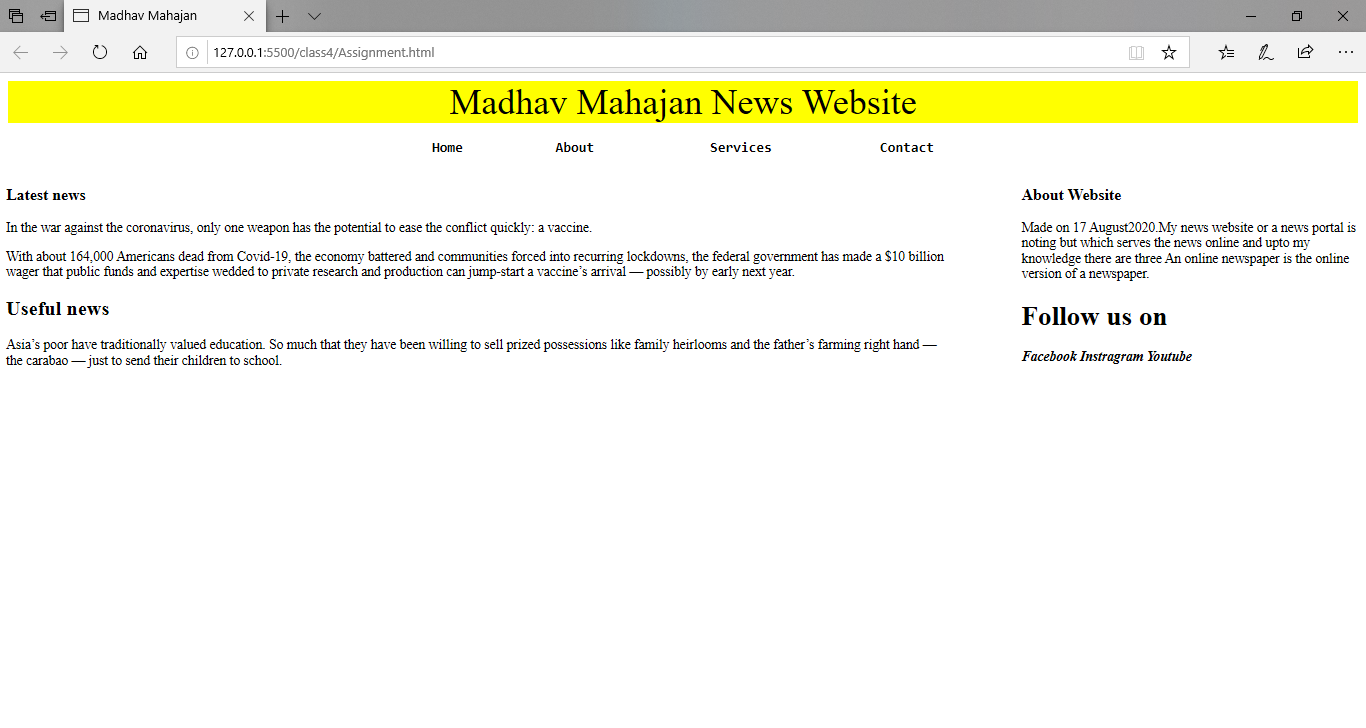 Madhav Mahajan
127.0.0.1:5500/class4/Assignment.html
Madhav Mahajan News Website
Home About Services Contact
Latest news
In the war against the coronavirus, only one weapon has the potential to ease the conflict quickly: a vaccine.
With about 164,000 Americans dead from Covid-19, the economy battered and communities forced into recurring lockdowns, the federal government has made a $10 billion
wager that public funds and expertise wedded to private research and production can jump-start a vaccine’s arrival — possibly by early next year.
Useful news
Asia’s poor have traditionally valued education. So much that they have been willing to sell prized possessions like family heirlooms and the father’s farming right hand —
the carabao — just to send their children to school.
About Website
Made on 17 August2020.My news website or a news portal is
noting but which serves the news online and upto my
knowledge there are three An online newspaper is the online
version of a newspaper.
Follow us on
Facebook Instragram Youtube